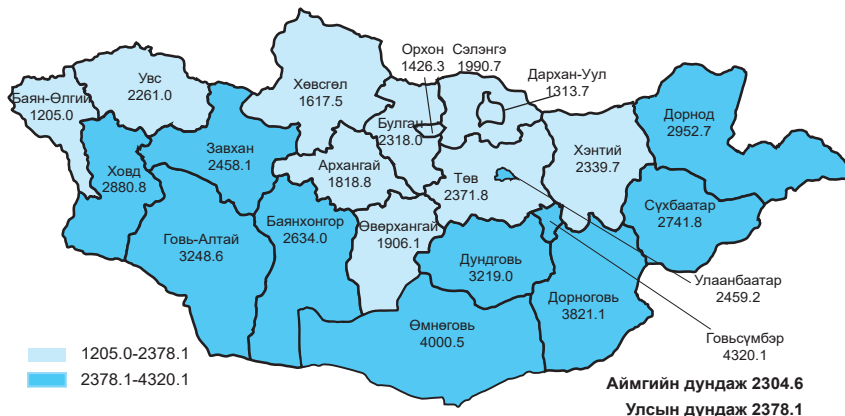 Орхон
1426.3
Сэлэнгэ
1990.7
Дархан-Уул
1313.7
Увс
2261.0
Баян-Өлгий
1205.0
Хөвсгөл
1617.5
Булган
2318.0
Дорнод
2952.7
Завхан
2458.1
Ховд
2880.8
Архангай
1818.8
Төв
2371.8
Хэнтий
2339.7
Сүхбаатар
2741.8
Говь-Алтай
3248.6
Баянхонгор
2634.0
Өвөрхангай
1906.1
Дундговь
3219.0
Дорноговь
3821.1
Өмнөговь
4000.5
Улаанбаатар
2459.2
Говьсүмбэр
4320.1
1205.0-2378.1
2378.1-4320.1
Аймгийн дундаж 2304.6
Улсын дундаж 2378.1